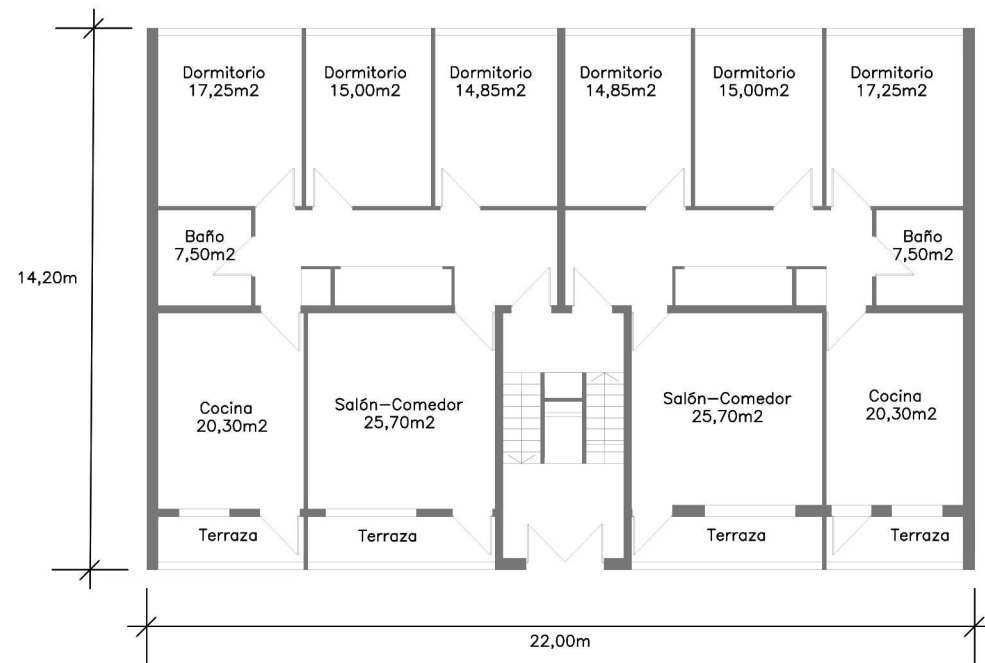 Dormitorio
17,25m2
Dormitorio
15,00m2
Dormitorio
14,85m2
Dormitorio
14,85m2
Dormitorio
15,00m2
Dormitorio
17,25m2
Baño
7,50m2
Baño
7,50m2
14,20m
Cocina
20,30m2
Salón-Comedor
25,70m2
Salón-Comedor
25,70m2
Cocina
20,30m2
Terraza
Terraza
Terraza
Terraza
22,00m